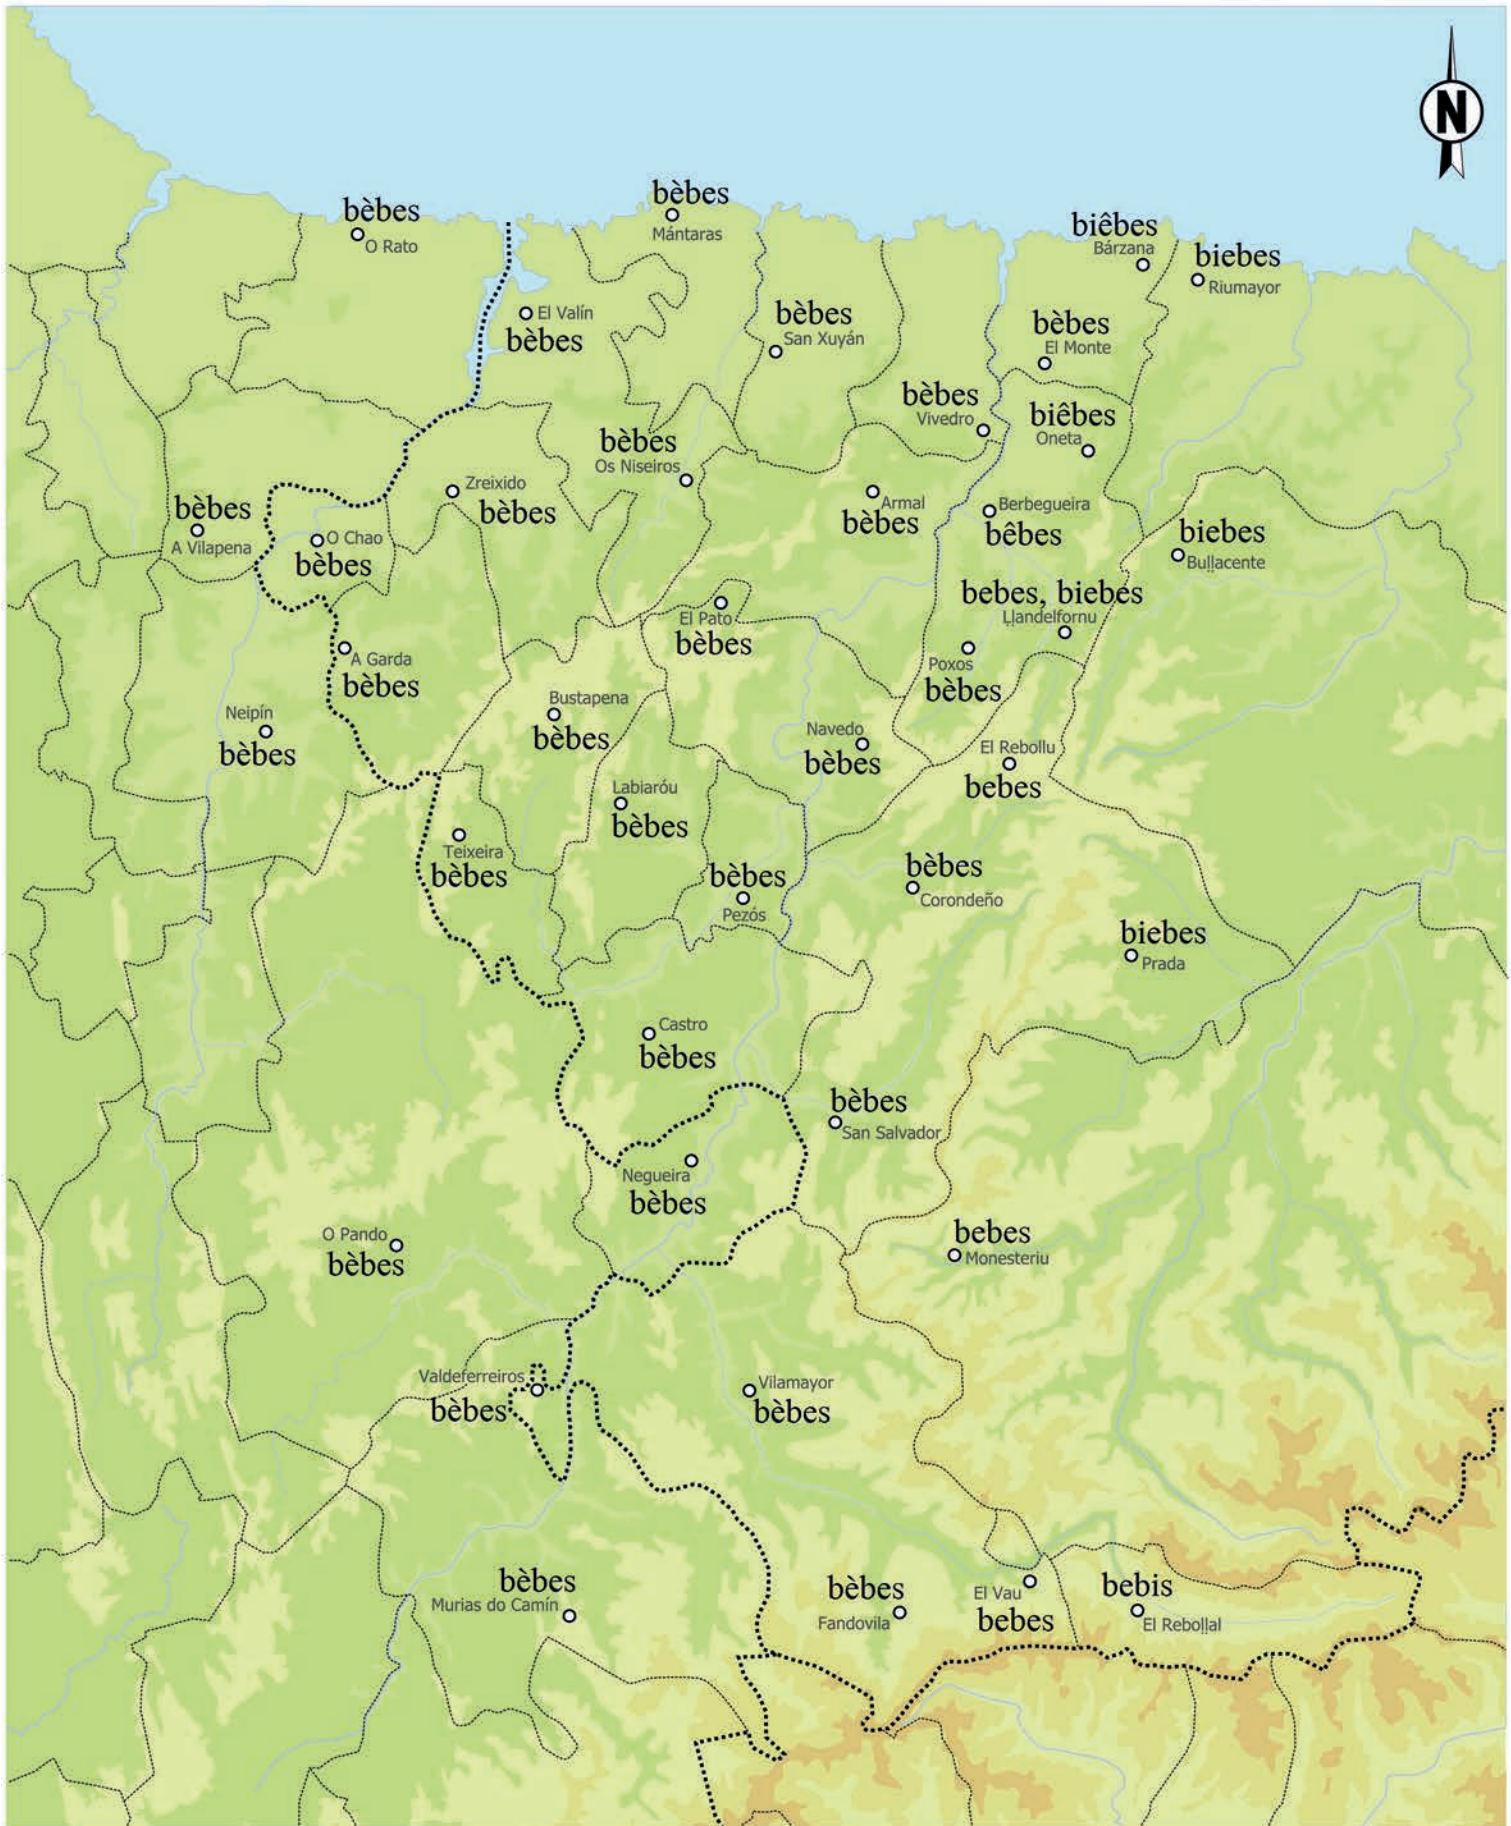 N
bèbes
O Rato
bèbes
Mántaras
biêbes
Bárzana
biebes
Riumayor
El Valín
bèbes
bèbes
San Xuyán
bèbes
El Monte
bèbes
Vivedro
biêbes
Oneta
bèbes
Os Niseiros
Zreixido
bèbes
bèbes
A Vilapena
O Chao
bèbes
Armal
bèbes
Berbegueira
bêbes
biebes
Buḷḷacente
bebes, biebes
Ḷḷandelfornu
El Pato
bèbes
A Garda
bèbes
Poxos
bèbes
Neipín
bèbes
Bustapena
bèbes
Navedo
bèbes
El Rebollu
bebes
Labiaróu
bèbes
Teixeira
bèbes
bèbes
Pezós
bèbes
Corondeño
biebes
Prada
Castro
bèbes
bèbes
San Salvador
Negueira
bèbes
O Pando
bèbes
bebes
Monesteriu
Valdeferreiros
bèbes
Vilamayor
bèbes
bèbes
Murias do Camín
bèbes
Fandovila
El Vau
bebes
bebis
El Reboḷḷal